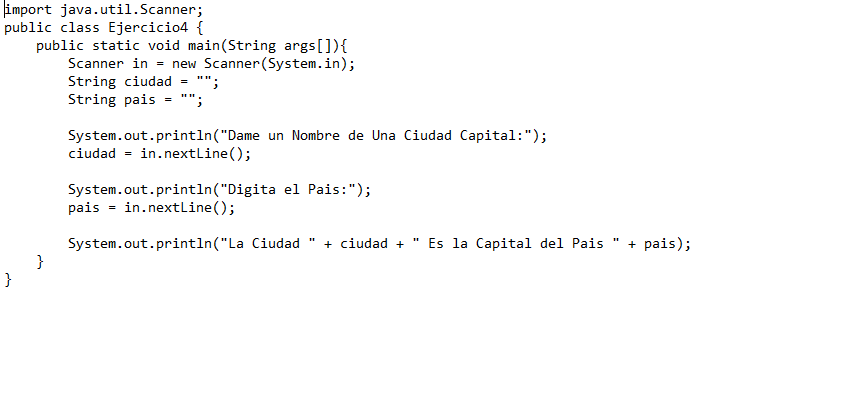 import java.util.Scanner;
public class Ejercicio4 {
    public static void main(String args[]){
        Scanner in = new Scanner(System.in);
        String ciudad = "";
        String pais = "";

        System.out.println("Dame un Nombre de Una Ciudad Capital:");
        ciudad = in.nextLine();

        System.out.println("Digita el Pais:");
        pais = in.nextLine();

        System.out.println("La Ciudad " + ciudad + " Es la Capital del Pais " + pais);
    }
}